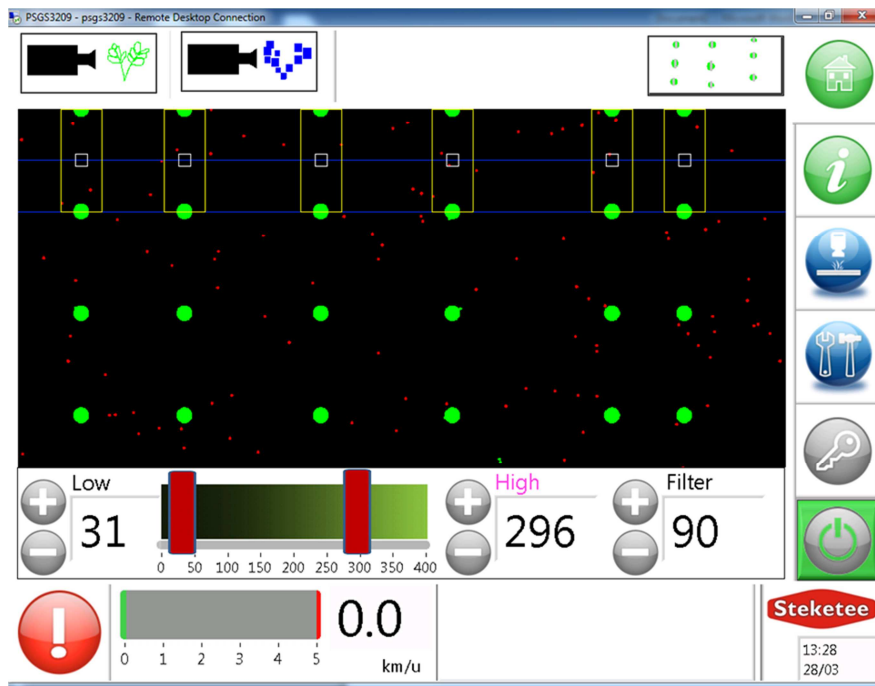 PSGS3209 - psgs3209 - Remote Desktop Connection
Low
High
Filter
31
296
90
0 50 100 150 200 250 300 350 400
0.0
0 1 2 3 4 5
km/u
Steketee
13:28
28/03